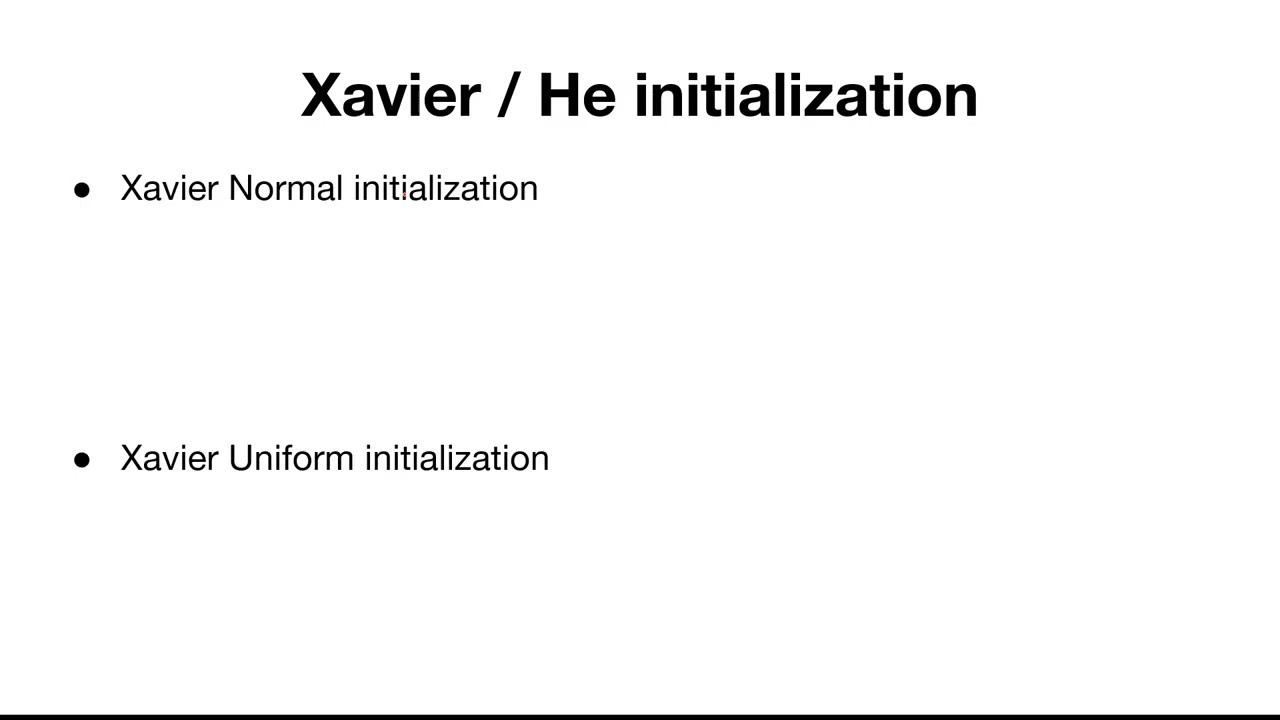 Xavier / He initialization
● Xavier Normal initialization
● Xavier Uniform initialization